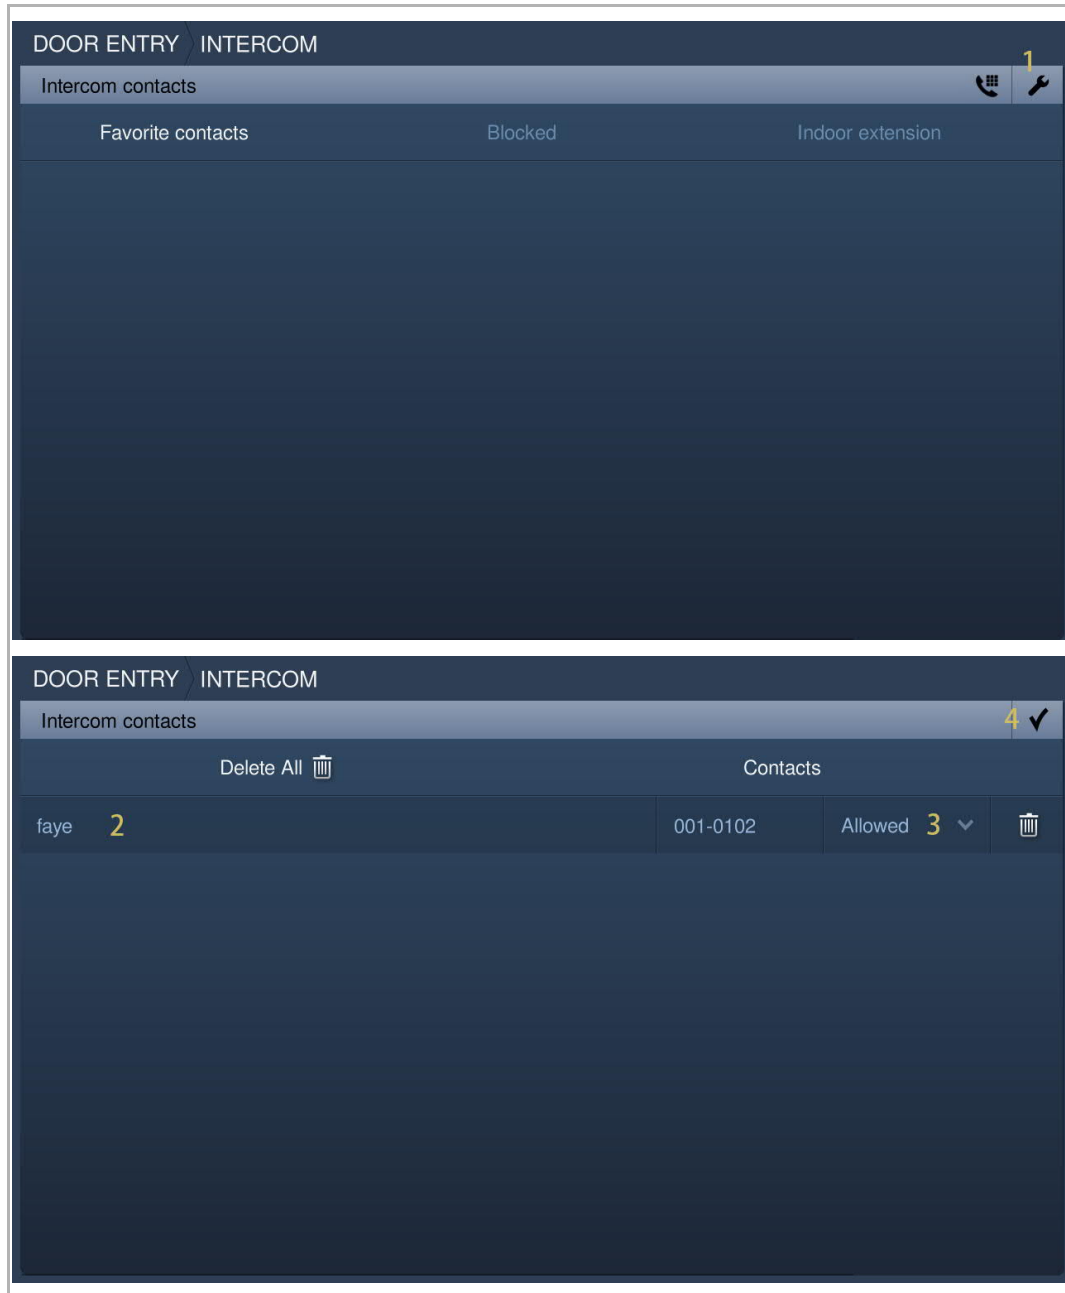 DOOR ENTRY INTERCOM
1
Intercom contacts
Favorite contacts Blocked Indoor extension
DOOR ENTRY INTERCOM
Intercom contacts 4
Delete All Contacts
faye 2 001-0102 Allowed 3